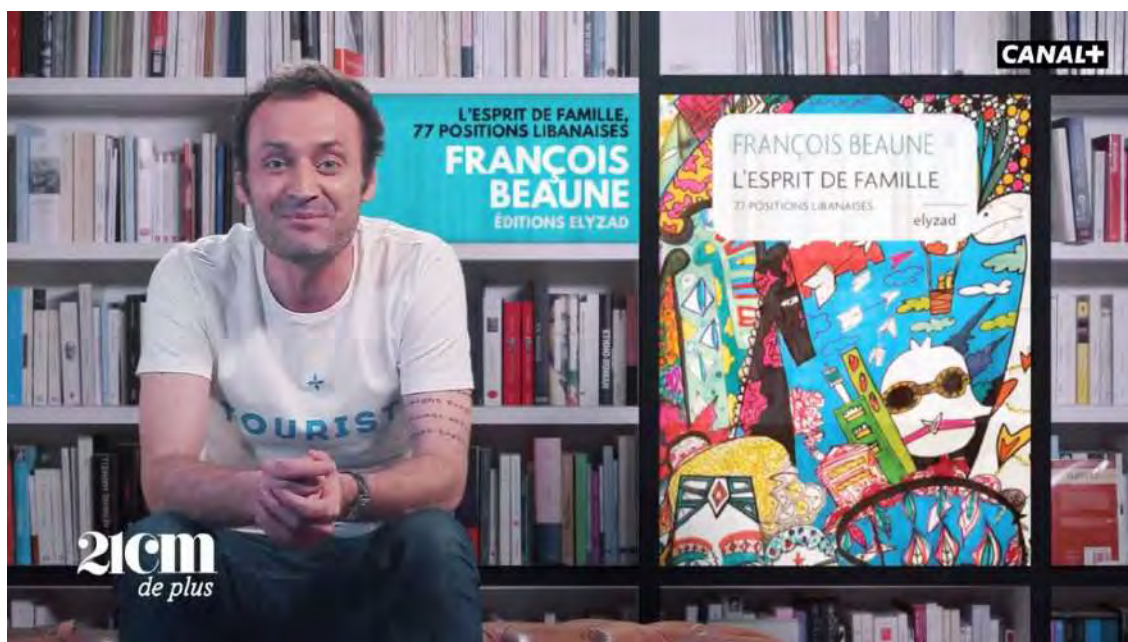 CANAL+
L'ESPRIT DE FAMILLE,
77 POSITIONS LIBANAISES
FRANÇOIS
BEAUNE
ÉDITIONS ELYZAD
FRANÇOIS BEAUNE
L'ESPRIT DE FAMILLE
77 POSITIONS LIBANAISES
elyzad
TOURIST
21cm
de plus